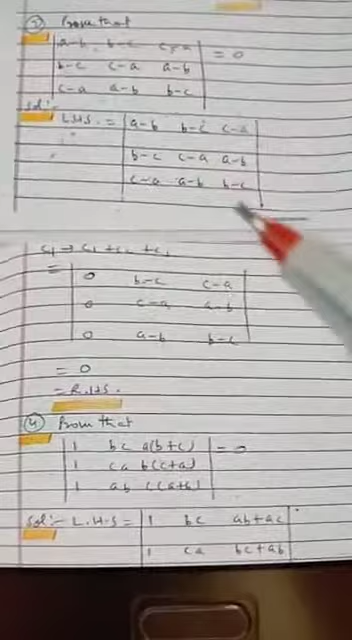 ③ Prove that
|a-b b-c c-a| = 0
|b-c c-a a-b|
|c-a a-b b-c|
Sol:- L.H.S. = |a-b b-c c-a|
|b-c c-a a-b|
|c-a a-b b-c|
C₁ → C₁ + C₂ + C₃
= |0 b-c c-a|
|0 c-a a-b|
|0 a-b b-c|
= 0
= R.H.S.
④ Prove that
|1 bc a(b+c)| = 0
|1 ca b(c+a)|
|1 ab c(a+b)|
Sol:- L.H.S = |1 bc ab+ac|
|1 ca bc+ab|